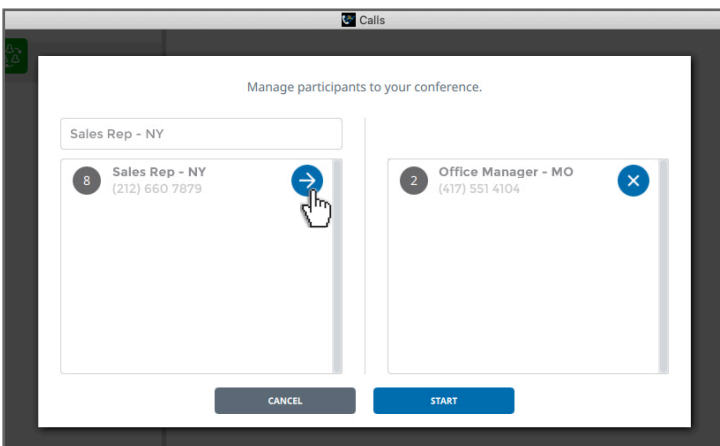 Calls
Manage participants to your conference.
Sales Rep - NY
8
Sales Rep - NY
(212) 660 7879
2
Office Manager - MO
(417) 551 4104
CANCEL
START